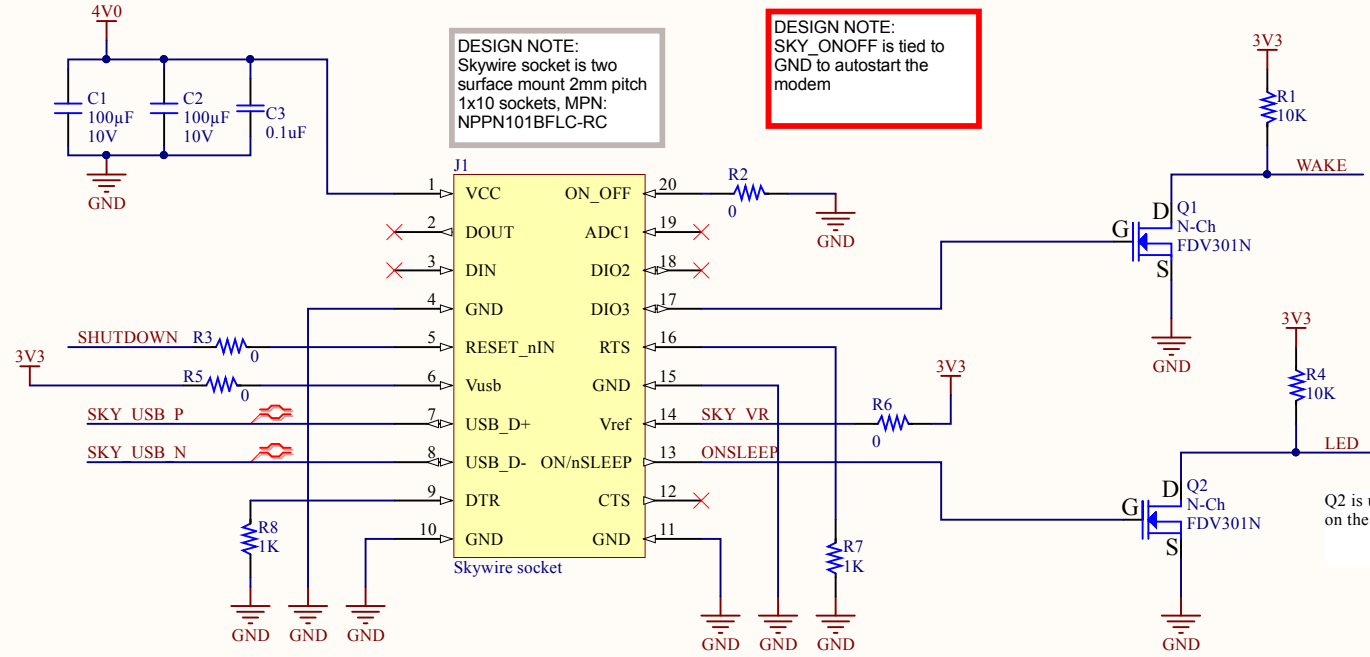 4V0
C1
100µF
10V
C2
100µF
10V
C3
0.1uF
GND
DESIGN NOTE:
Skywire socket is two
surface mount 2mm pitch
1x10 sockets, MPN:
NPPN101BFLC-RC
DESIGN NOTE:
SKY_ONOFF is tied to
GND to autostart the
modem
3V3
R1
10K
WAKE
Q1
N-Ch
FDV301N
D
G
S
GND
J1
1 VCC
2 DOUT
3 DIN
4 GND
5 RESET_nIN
6 Vusb
7 USB_D+
8 USB_D-
9 DTR
10 GND
ON_OFF 20
ADC1 19
DIO2 18
DIO3 17
RTS 16
GND 15
Vref 14
ON/nSLEEP 13
CTS 12
GND 11
Skywire socket
R2
0
GND
SHUTDOWN
R3
0
3V3
R5
0
SKY_USB_P
SKY_USB_N
R8
1K
GND
GND
GND
SKY_VR
R6
0
3V3
ONSLEEP
R7
1K
GND
GND
GND
3V3
R4
10K
LED
Q2
N-Ch
FDV301N
D
G
S
GND
Q2 is
on the